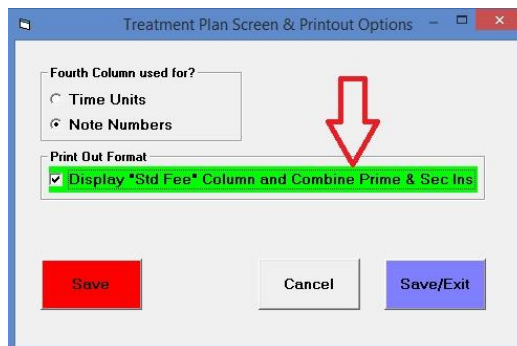 Treatment Plan Screen & Printout Options
Fourth Column used for?
Time Units
Note Numbers
Print Out Format
Display "Std Fee" Column and Combine Prime & Sec Ins
Save
Cancel
Save/Exit